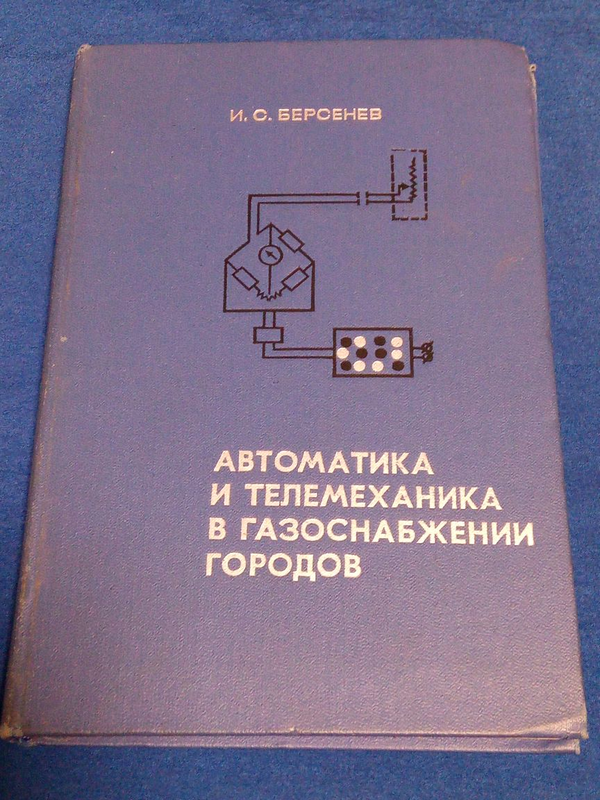 И. С. БЕРСЕНЕВ
АВТОМАТИКА
И ТЕЛЕМЕХАНИКА
В ГАЗОСНАБЖЕНИИ
ГОРОДОВ